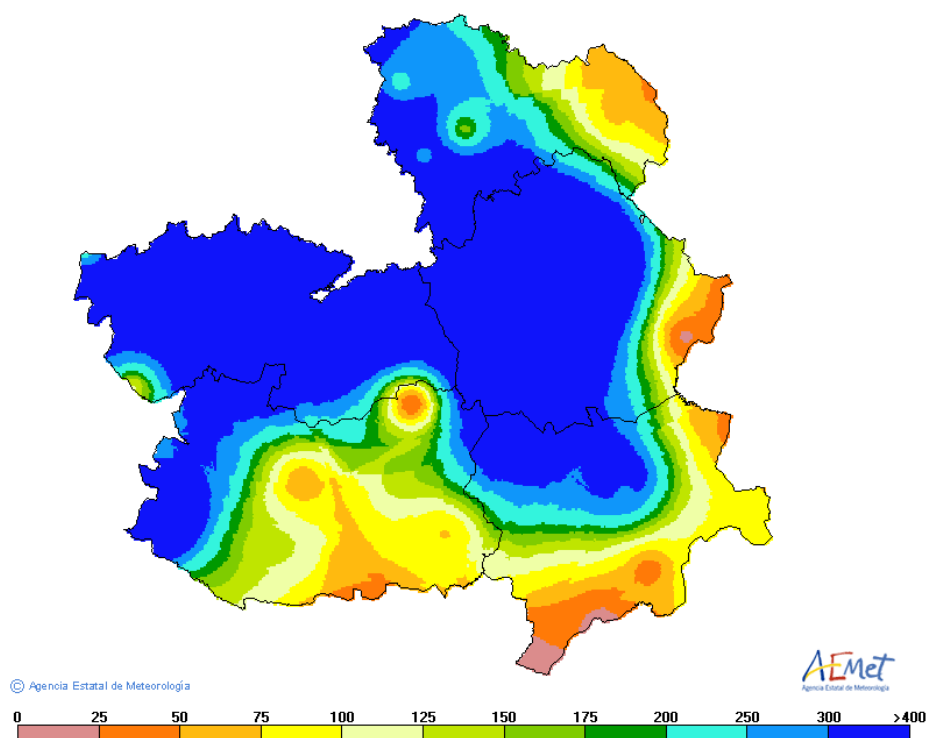 AEMet
Agencia Estatal de Meteorología
© Agencia Estatal de Meteorología
0 25 50 75 100 125 150 175 200 250 300 >400